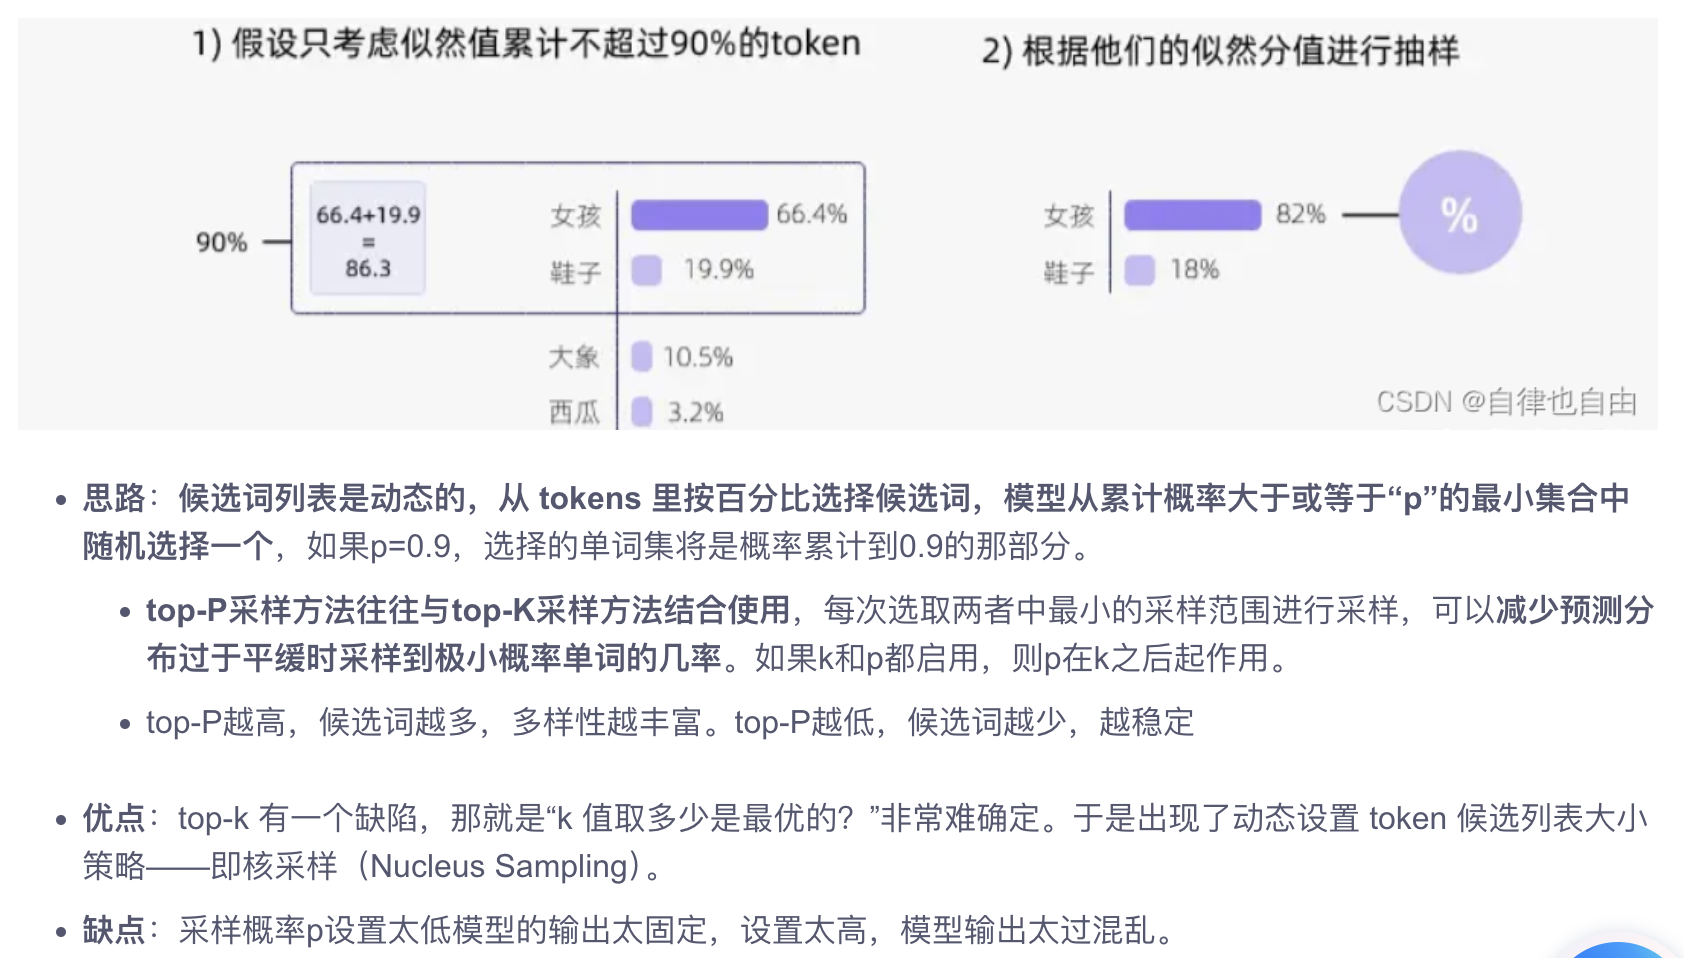 1) 假设只考虑似然值累计不超过90%的token
2) 根据他们的似然分值进行抽样
90%
66.4+19.9
=
86.3
女孩 66.4%
鞋子 19.9%
大象 10.5%
西瓜 3.2%
女孩 82%
鞋子 18%
%
CSDN @自律也自由
• 思路：候选词列表是动态的，从 tokens 里按百分比选择候选词，模型从累计概率大于或等于“p”的最小集合中
随机选择一个，如果p=0.9，选择的单词集将是概率累计到0.9的那部分。
• top-P采样方法往往与top-K采样方法结合使用，每次选取两者中最小的采样范围进行采样，可以减少预测分
布过于平缓时采样到极小概率单词的几率。如果k和p都启用，则p在k之后起作用。
• top-P越高，候选词越多，多样性越丰富。top-P越低，候选词越少，越稳定
• 优点：top-k 有一个缺陷，那就是“k 值取多少是最优的？”非常难确定。于是出现了动态设置 token 候选列表大小
策略——即核采样（Nucleus Sampling）。
• 缺点：采样概率p设置太低模型的输出太固定，设置太高，模型输出太过混乱。